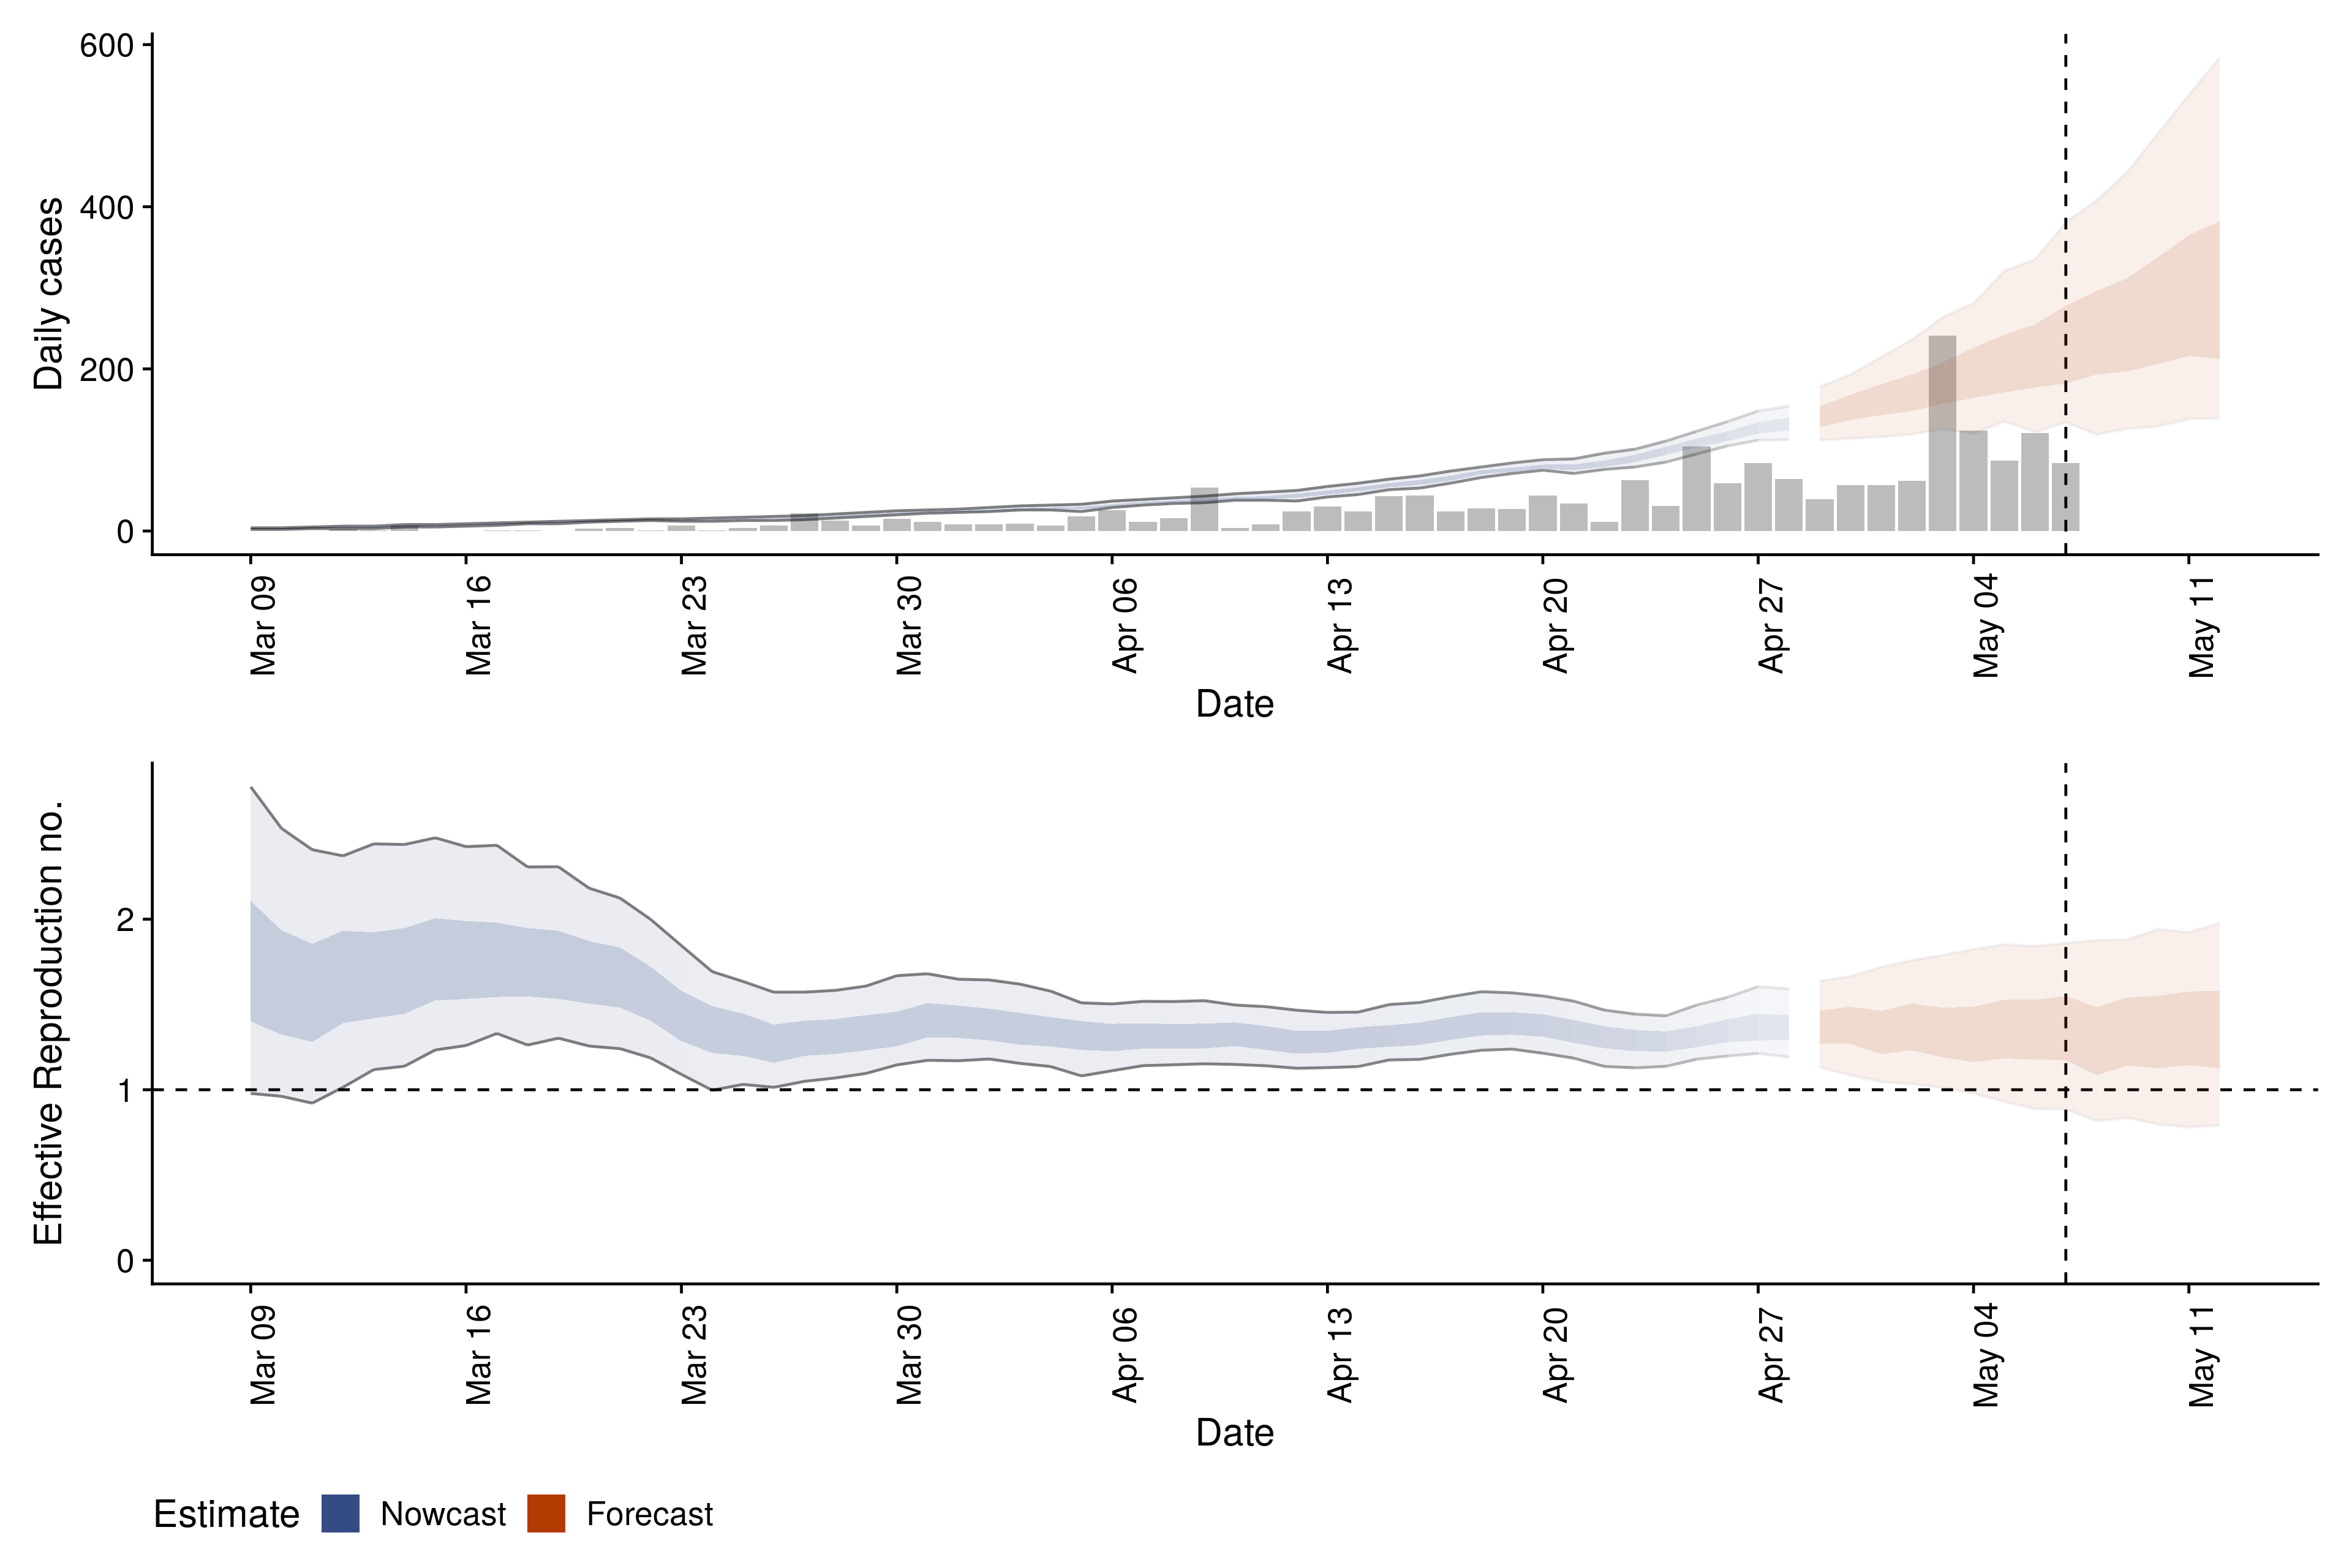 600
400
200
0
Daily cases
Mar 09
Mar 16
Mar 23
Mar 30
Apr 06
Apr 13
Apr 20
Apr 27
May 04
May 11
Date
2
1
0
Effective Reproduction no.
Mar 09
Mar 16
Mar 23
Mar 30
Apr 06
Apr 13
Apr 20
Apr 27
May 04
May 11
Date
Estimate Nowcast Forecast